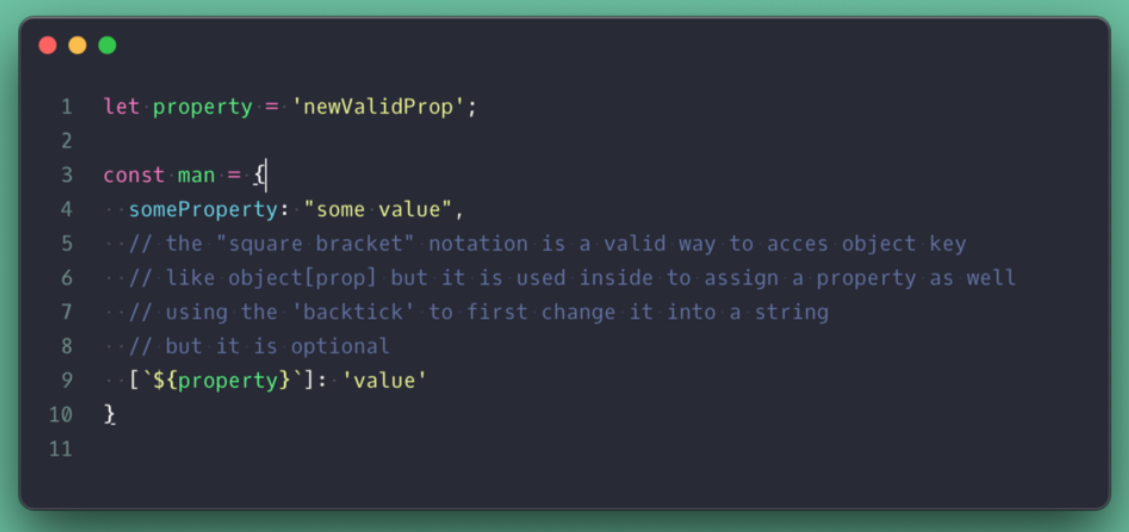 1 let property = 'newValidProp';
2
3 const man = {
4 someProperty: "some value",
5 // the "square bracket" notation is a valid way to acces object key
6 // like object[prop] but it is used inside to assign a property as well
7 // using the 'backtick' to first change it into a string
8 // but it is optional
9 [`${property}`]: 'value'
10 }
11